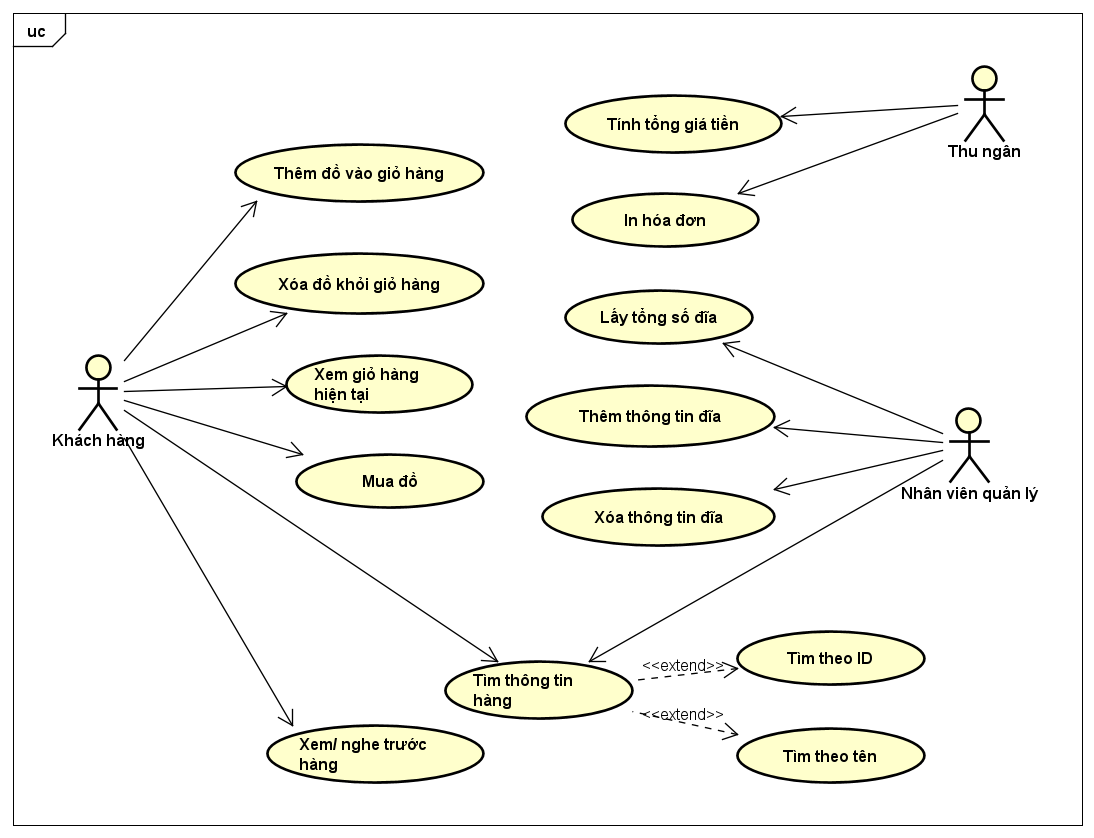 uc
Tính tổng giá tiền
Thu ngân
Thêm đồ vào giỏ hàng
In hóa đơn
Xóa đồ khỏi giỏ hàng
Lấy tổng số đĩa
Xem giỏ hàng
hiện tại
Thêm thông tin đĩa
Khách hàng
Mua đồ
Nhân viên quản lý
Xóa thông tin đĩa
Tìm thông tin
hàng
<<extend>>
Tìm theo ID
<<extend>>
Tìm theo tên
Xem/ nghe trước
hàng